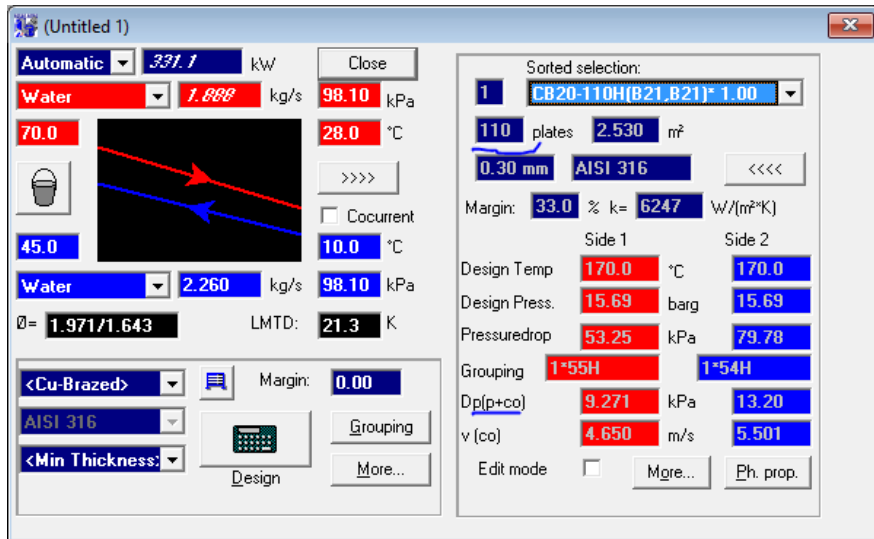 (Untitled 1)
Automatic 331.1 kW Close
Water 1.888 kg/s 98.10 kPa
70.0 28.0 °C
>>>>
Cocurrent
45.0 10.0 °C
Water 2.260 kg/s 98.10 kPa
Ø= 1.971/1.643 LMTD: 21.3 K
<Cu-Brazed> Margin: 0.00
AISI 316 Grouping
<Min Thickness: Design More...
Sorted selection:
1 CB20-110H(B21,B21)* 1.00
110 plates 2.530 m²
0.30 mm AISI 316 <<<<
Margin: 33.0 % k= 6247 W/(m²*K)
Side 1 Side 2
Design Temp 170.0 °C 170.0
Design Press. 15.69 barg 15.69
Pressuredrop 53.25 kPa 79.78
Grouping 1*55H 1*54H
Dp(p+co) 9.271 kPa 13.20
v (co) 4.650 m/s 5.501
Edit mode More... Ph. prop.